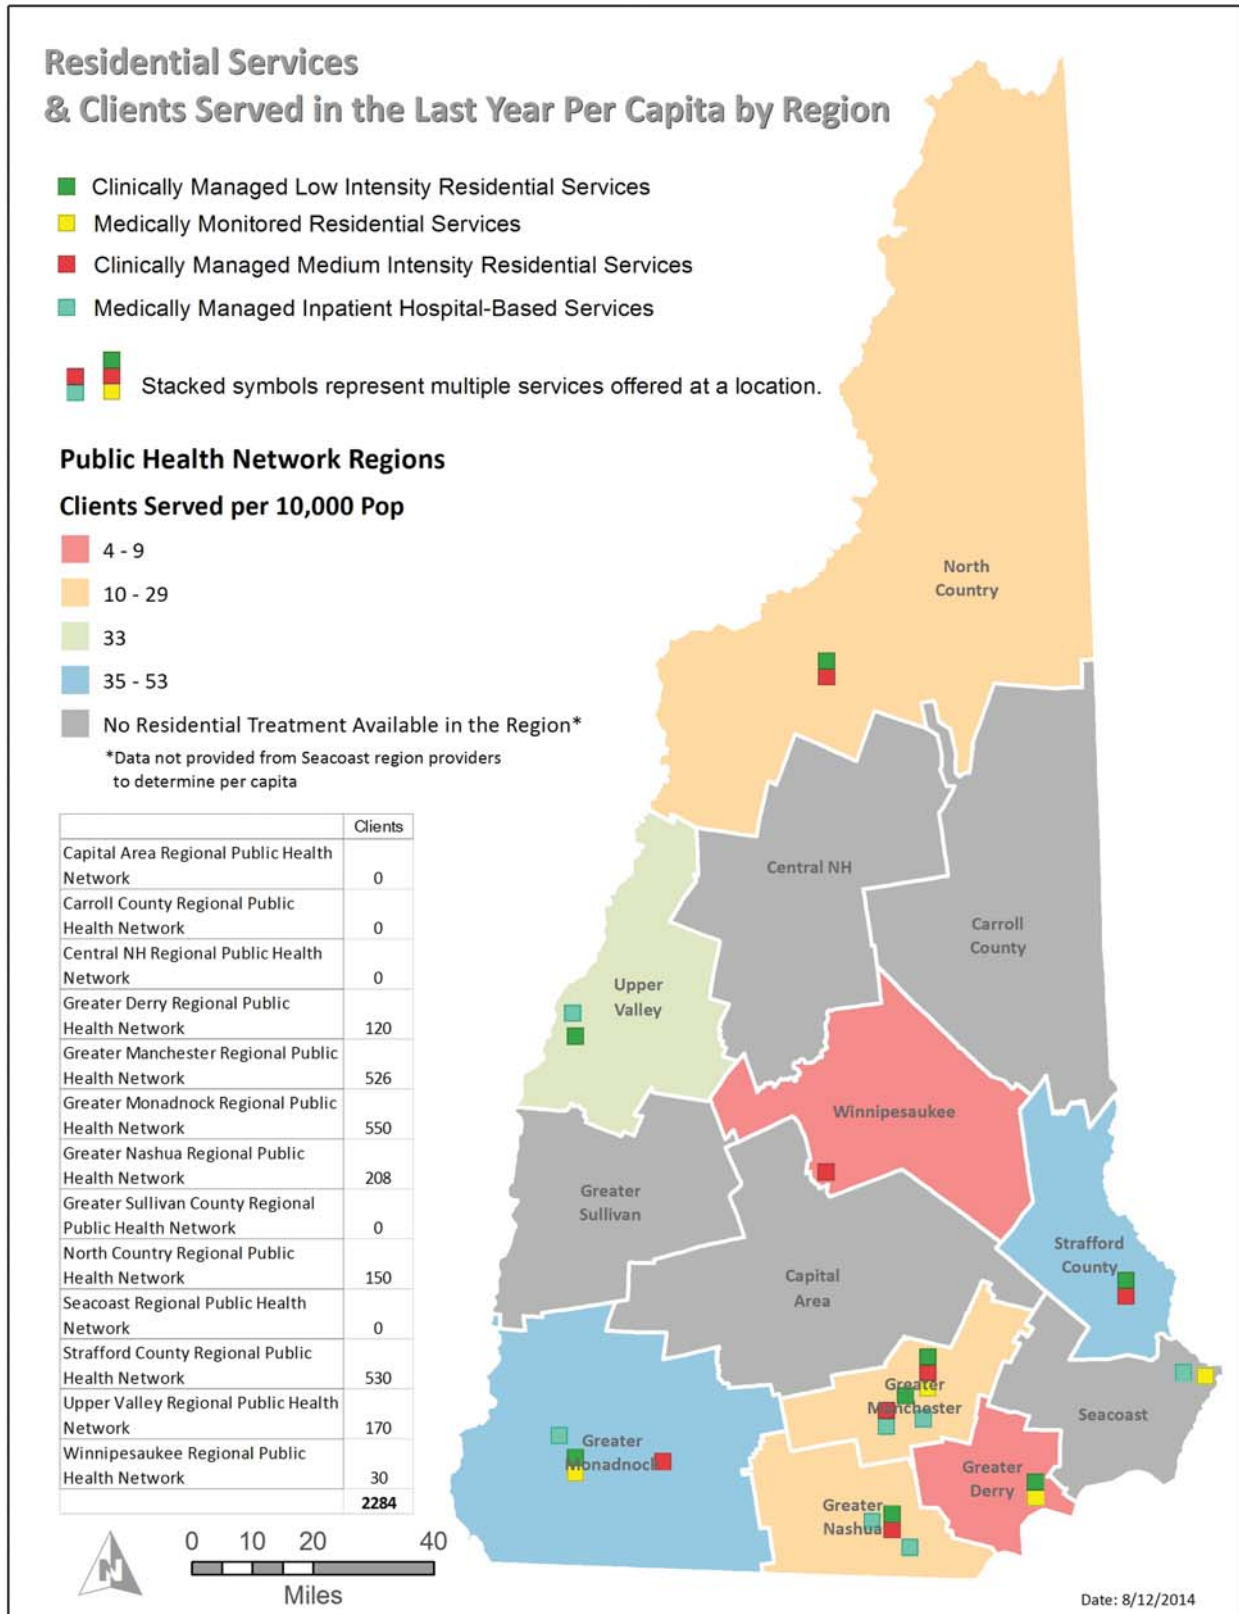 Residential Services
& Clients Served in the Last Year Per Capita by Region
Clinically Managed Low Intensity Residential Services
Medically Monitored Residential Services
Clinically Managed Medium Intensity Residential Services
Medically Managed Inpatient Hospital-Based Services
Stacked symbols represent multiple services offered at a location.
Public Health Network Regions
Clients Served per 10,000 Pop
4 - 9
10 - 29
33
35 - 53
No Residential Treatment Available in the Region*
*Data not provided from Seacoast region providers
to determine per capita
Clients
Capital Area Regional Public Health
Network 0
Carroll County Regional Public
Health Network 0
Central NH Regional Public Health
Network 0
Greater Derry Regional Public
Health Network 120
Greater Manchester Regional Public
Health Network 526
Greater Monadnock Regional Public
Health Network 550
Greater Nashua Regional Public
Health Network 208
Greater Sullivan County Regional
Public Health Network 0
North Country Regional Public
Health Network 150
Seacoast Regional Public Health
Network 0
Strafford County Regional Public
Health Network 530
Upper Valley Regional Public Health
Network 170
Winnipesaukee Regional Public
Health Network 30
2284
N
0 10 20 40
Miles
North
Country
Central NH
Carroll
County
Upper
Valley
Winnipesaukee
Greater
Sullivan
Strafford
County
Capital
Area
Greater
Manchester
Seacoast
Greater
Monadnock
Greater
Derry
Greater
Nashua
Date: 8/12/2014